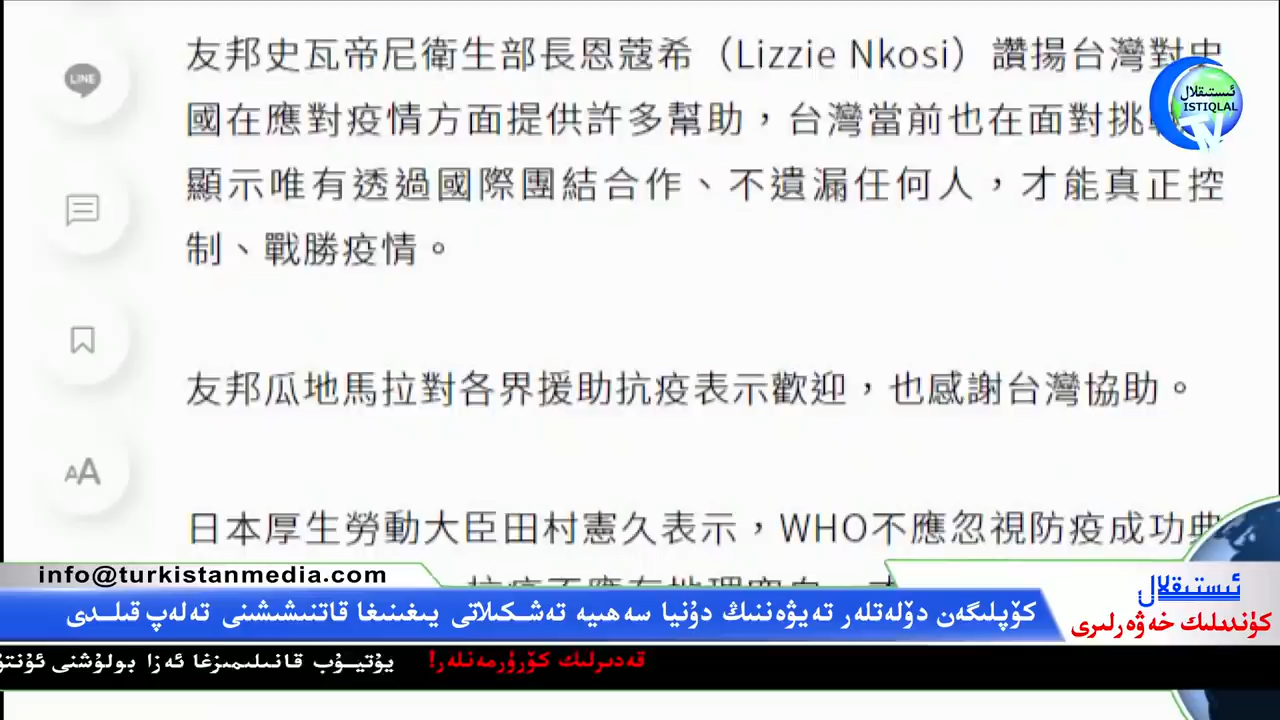 LINE
友邦史瓦帝尼衛生部長恩蔻希（Lizzie Nkosi）讚揚台灣對史
國在應對疫情方面提供許多幫助，台灣當前也在面對挑
顯示唯有透過國際團結合作、不遺漏任何人，才能真正控
制、戰勝疫情。
友邦瓜地馬拉對各界援助抗疫表示歡迎，也感謝台灣協助。
日本厚生勞動大臣田村憲久表示，WHO不應忽視防疫成功典
ئىستىقلال
ISTIQLAL
TV
AA
info@turkistanmedia.com
كۆپلىگەن دۆلەتلەر تەيۋەننىڭ دۇنيا سەھىيە تەشكىلاتى يىغىنىغا قاتنىشىشنى تەلەپ قىلدى
ئىستىقلال
كۈندىلىك خەۋەرلىرى
قەدىرلىك كۆرۈرمەنلەر! يۇتيۇب قانىلىمىزغا ئەزا بولۇشنى